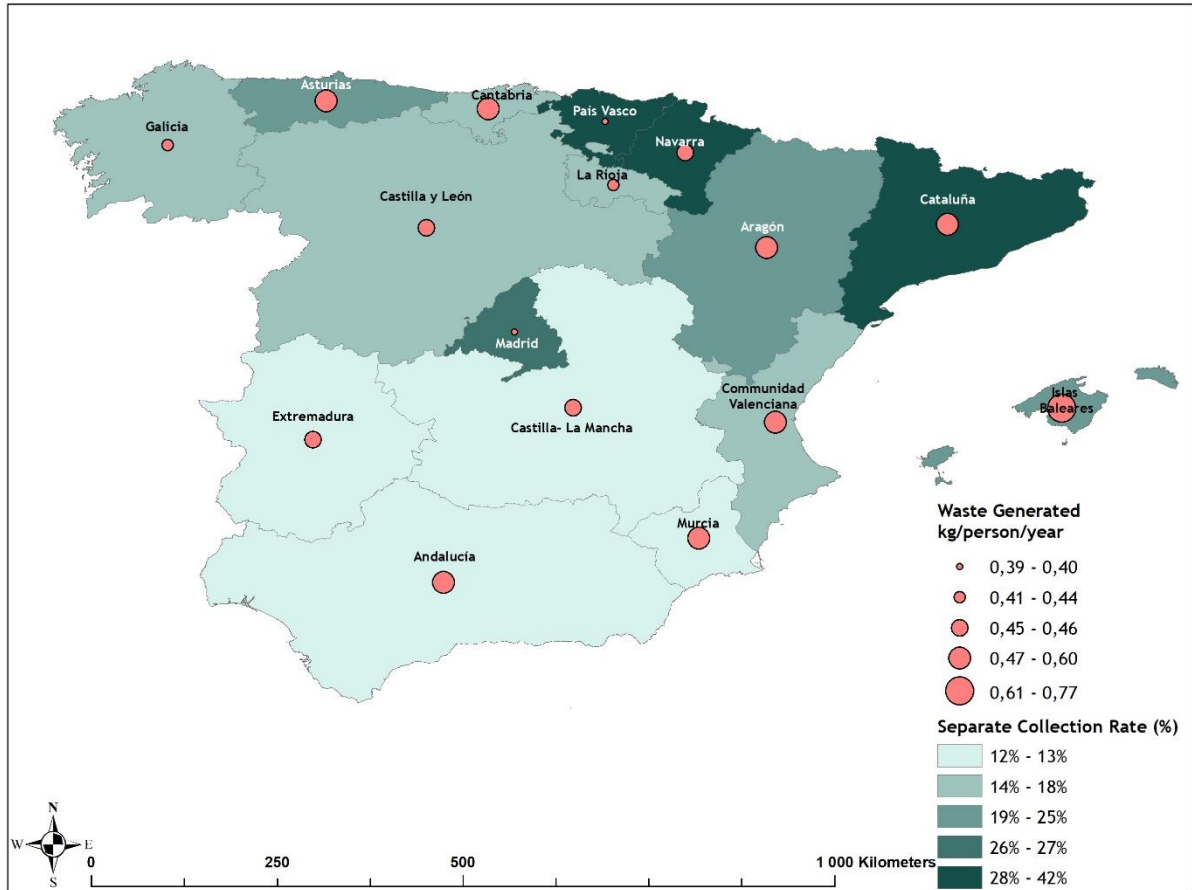 Asturias
Cantabria
País Vasco
Galicia
Navarra
La Rioja
Castilla y León
Cataluña
Aragón
Madrid
Communidad
Valenciana
Islas
Baleares
Extremadura
Castilla- La Mancha
Murcia
Andalucía
Waste Generated
kg/person/year
0,39 - 0,40
0,41 - 0,44
0,45 - 0,46
0,47 - 0,60
0,61 - 0,77
Separate Collection Rate (%)
12% - 13%
14% - 18%
19% - 25%
26% - 27%
28% - 42%
N
W
E
S
0
250
500
1 000 Kilometers